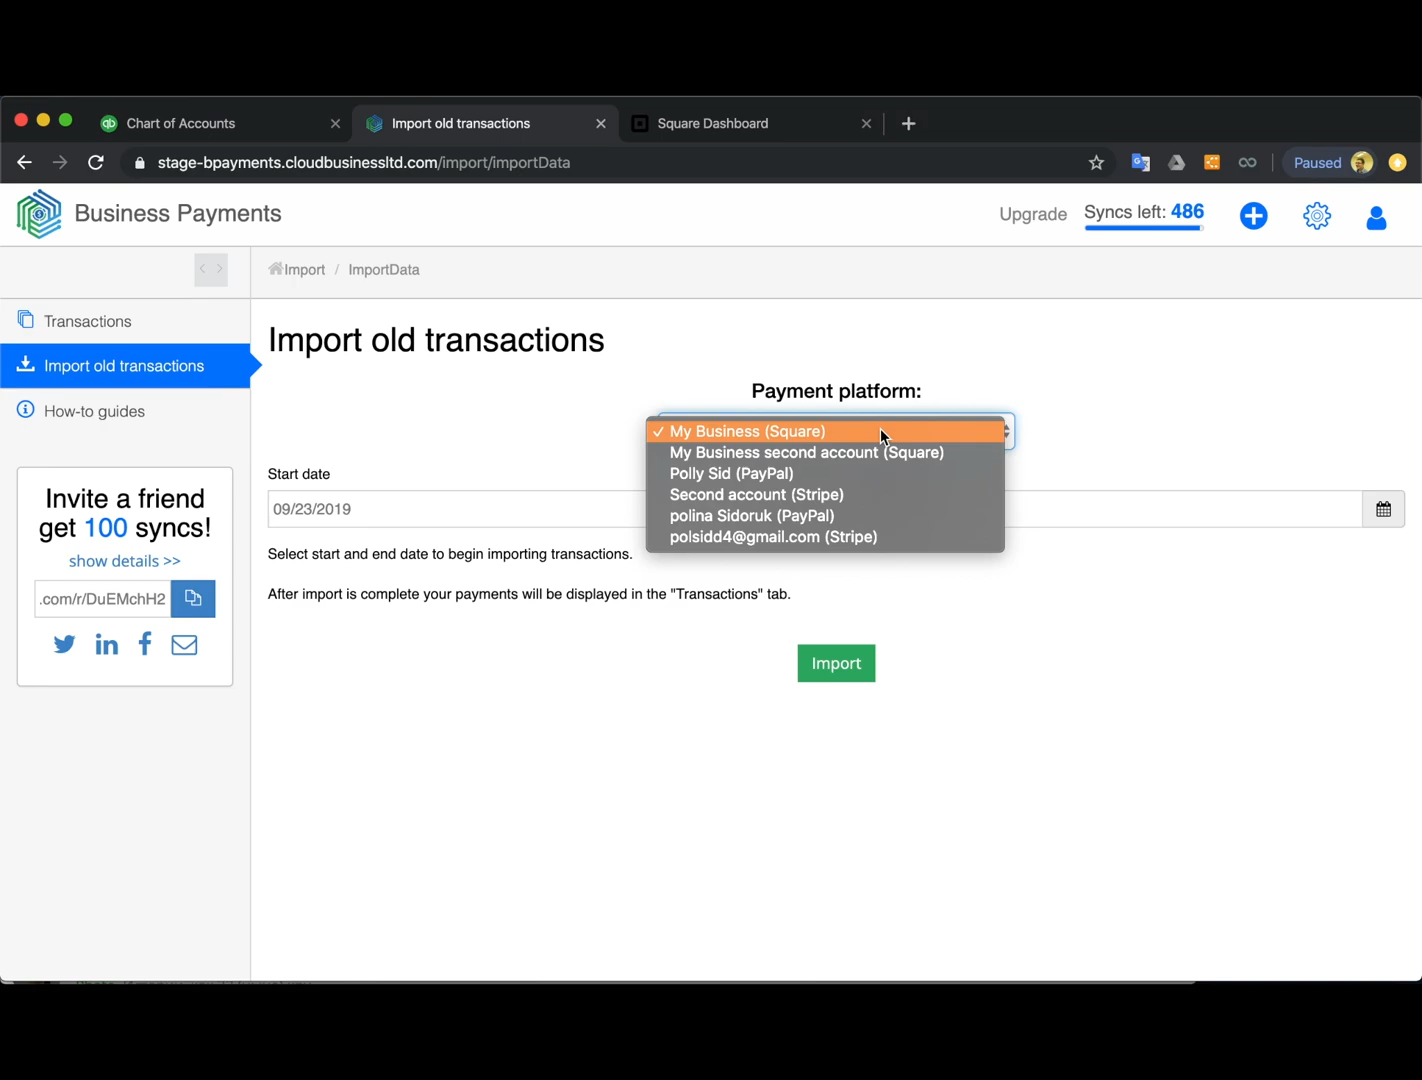 Chart of Accounts
Import old transactions
Square Dashboard
stage-bpayments.cloudbusinessltd.com/import/importData
Paused
Business Payments
Upgrade
Syncs left: 486
Import / ImportData
Transactions
Import old transactions
How-to guides
Invite a friend
get 100 syncs!
show details >>
.com/r/DuEMchH2
Import old transactions
Payment platform:
✓ My Business (Square)
My Business second account (Square)
Polly Sid (PayPal)
Second account (Stripe)
polina Sidoruk (PayPal)
polsidd4@gmail.com (Stripe)
Start date
09/23/2019
Select start and end date to begin importing transactions.
After import is complete your payments will be displayed in the "Transactions" tab.
Import